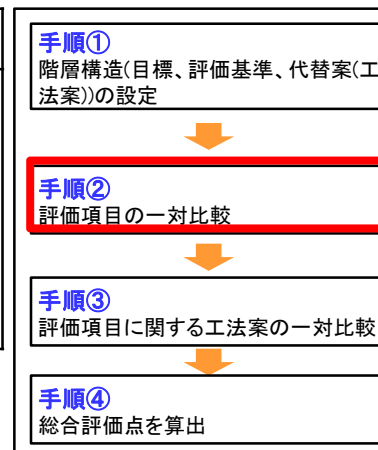 手順①
階層構造(目標、評価基準、代替案(工
法案))の設定
手順②
評価項目の一対比較
手順③
評価項目に関する工法案の一対比較
手順④
総合評価点を算出